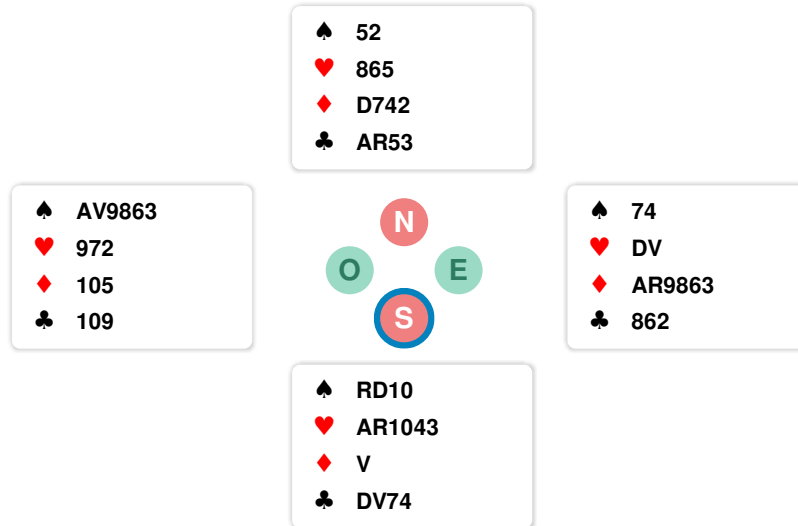 ♠ 52
♥ 865
♦ D742
♣ AR53
♠ AV9863
♥ 972
♦ 105
♣ 109
N
O E
S
♠ 74
♥ DV
♦ AR9863
♣ 862
♠ RD10
♥ AR1043
♦ V
♣ DV74